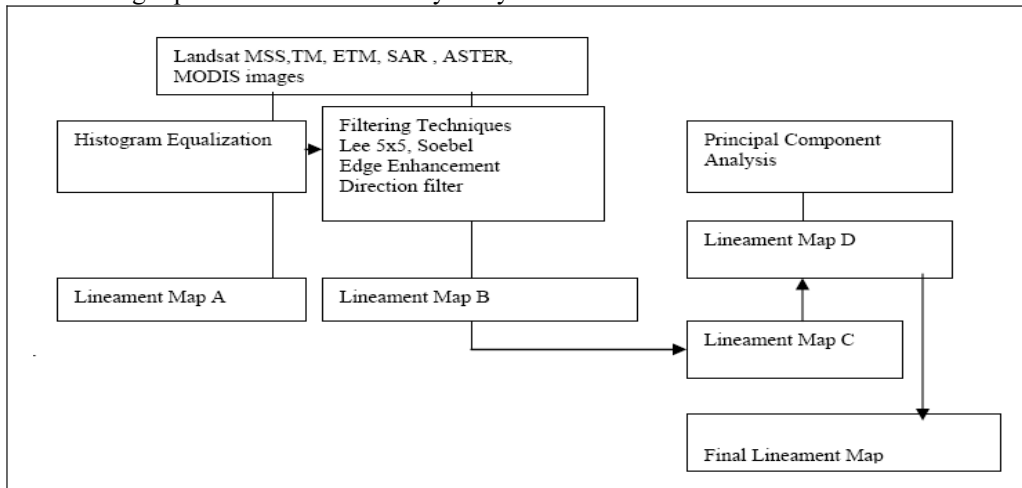 Landsat MSS,TM, ETM, SAR , ASTER,
MODIS images
Histogram Equalization
Filtering Techniques
Lee 5x5, Soebel
Edge Enhancement
Direction filter
Principal Component
Analysis
Lineament Map D
Lineament Map A
Lineament Map B
Lineament Map C
Final Lineament Map